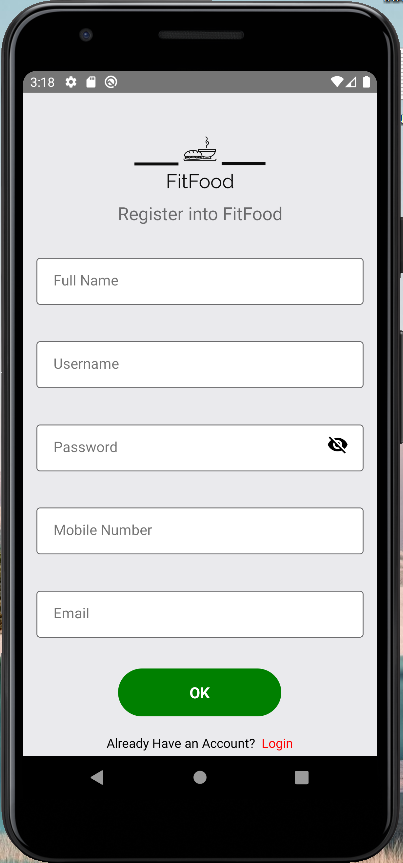 3:18
FitFood
Register into FitFood
Full Name
Username
Password
Mobile Number
Email
OK
Already Have an Account? Login